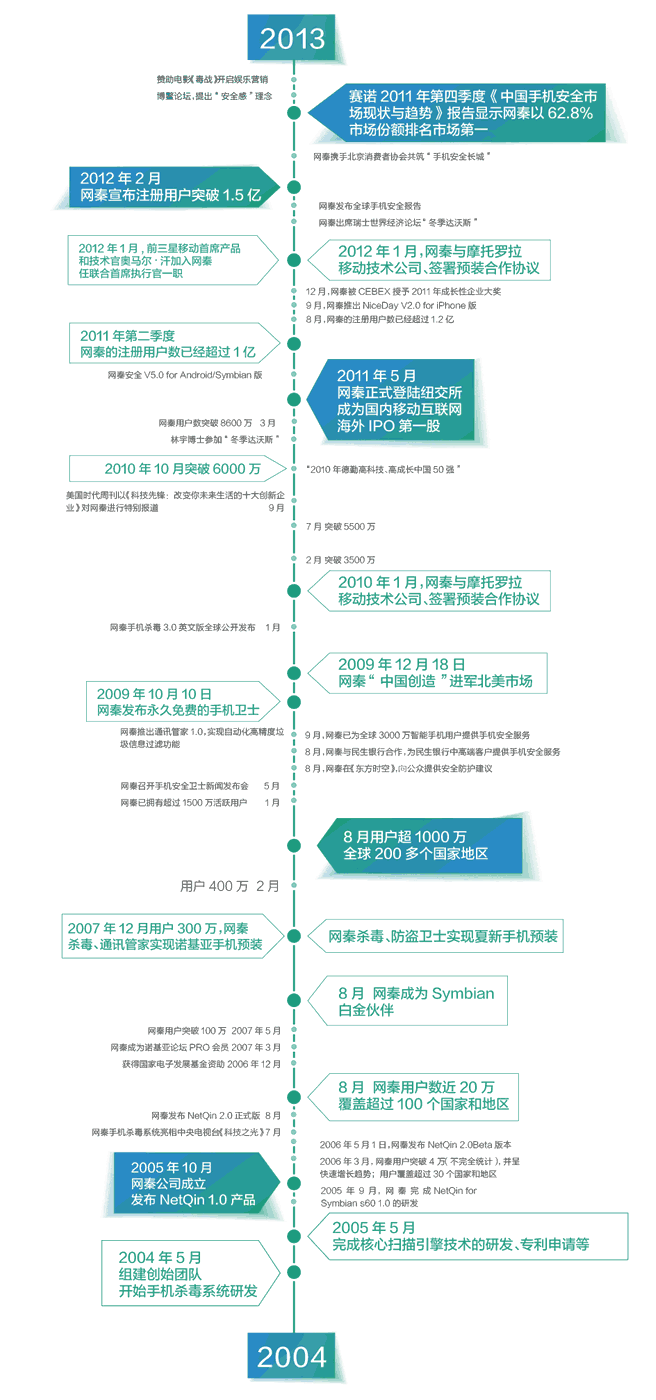 2013
赞助电影《毒战》开启娱乐营销
博鳌论坛，提出“安全感”理念
赛诺 2011 年第四季度《中国手机安全市
场现状与趋势》报告显示网秦以 62.8%
市场份额排名市场第一
网秦携手北京消费者协会共筑“手机安全长城”
2012 年 2 月
网秦宣布注册用户突破 1.5 亿
网秦发布全球手机安全报告
网秦出席瑞士世界经济论坛“冬季达沃斯”
2012 年 1 月，前三星移动首席产品
和技术官奥马尔·汗加入网秦
任联合首席执行官一职
2012 年 1 月，网秦与摩托罗拉
移动技术公司、签署预装合作协议
12 月，网秦被 CEBEX 授予 2011 年成长性企业大奖
9 月，网秦推出 NiceDay V2.0 for iPhone 版
8 月，网秦的注册用户数已经超过 1.2 亿
2011 年第二季度
网秦的注册用户数已经超过 1 亿
网秦安全 V5.0 for Android/Symbian 版
2011 年 5 月
网秦正式登陆纽交所
成为国内移动互联网
海外 IPO 第一股
网秦用户数突破 8600 万 3 月
林宇博士参加“冬季达沃斯”
2010 年 10 月突破 6000 万
“2010 年德勤高科技、高成长中国 50 强”
美国时代周刊以《科技先锋：改变你未来生活的十大创新企
业》对网秦进行特别报道 9 月
7 月 突破 5500 万
2 月 突破 3500 万
2010 年 1 月，网秦与摩托罗拉
移动技术公司、签署预装合作协议
网秦手机杀毒 3.0 英文版全球公开发布 1 月
2009 年 12 月 18 日
网秦“中国创造”进军北美市场
2009 年 10 月 10 日
网秦发布永久免费的手机卫士
网秦推出通讯管家 1.0，实现自动化高精度垃
圾信息过滤功能
9 月，网秦已为全球 3000 万智能手机用户提供手机安全服务
8 月，网秦与民生银行合作，为民生银行中高端客户提供手机安全服务
8 月，网秦在《东方时空》，向公众提供安全防护建议
网秦召开手机安全卫士新闻发布会 5 月
网秦已拥有超过 1500 万活跃用户 1 月
8 月用户超 1000 万
全球 200 多个国家地区
用户 400 万 2 月
2007 年 12 月用户 300 万，网秦
杀毒、通讯管家实现诺基亚手机预装
网秦杀毒、防盗卫士实现夏新手机预装
8 月 网秦成为 Symbian
白金伙伴
网秦用户突破 100 万 2007 年 5 月
网秦成为诺基亚论坛 PRO 会员 2007 年 3 月
获得国家电子发展基金资助 2006 年 12 月
8 月 网秦用户数近 20 万
覆盖超过 100 个国家和地区
网秦发布 NetQin 2.0 正式版 8 月
网秦手机杀毒系统亮相中央电视台《科技之光》7 月
2006 年 5 月 1 日，网秦发布 NetQin 2.0Beta 版本
2006 年 3 月，网秦用户突破 4 万（不完全统计），并呈
快速增长趋势；用户覆盖超过 30 个国家和地区
2005 年 10 月
网秦公司成立
发布 NetQin 1.0 产品
2005 年 9 月，网秦完成 NetQin for
Symbian s60 1.0 的研发
2005 年 5 月
完成核心扫描引擎技术的研发、专利申请等
2004 年 5 月
组建创始团队
开始手机杀毒系统研发
2004